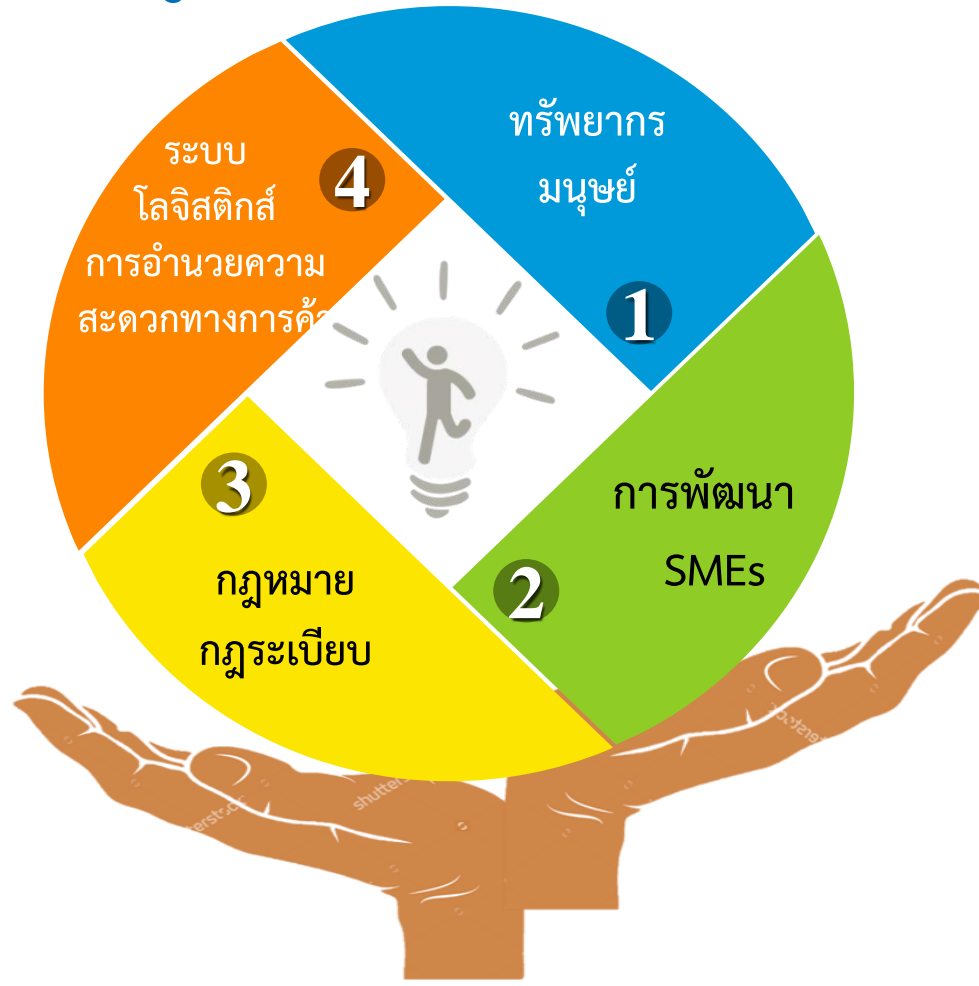 ทรัพยากร
มนุษย์
1
การพัฒนา
SMEs
2
3
กฎหมาย
กฎระเบียบ
4
ระบบ
โลจิสติกส์
การอำนวยความ
สะดวกทางการค้า